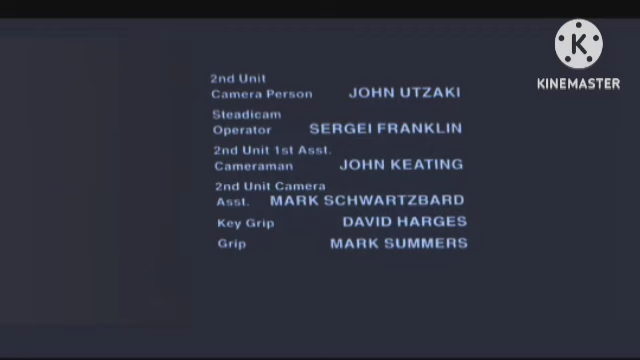 2nd Unit
Camera Person JOHN UTZAKI
Steadicam
Operator SERGEI FRANKLIN
2nd Unit 1st Asst.
Cameraman JOHN KEATING
2nd Unit Camera
Asst. MARK SCHWARTZBARD
Key Grip DAVID HARGES
Grip MARK SUMMERS
K
KINEMASTER